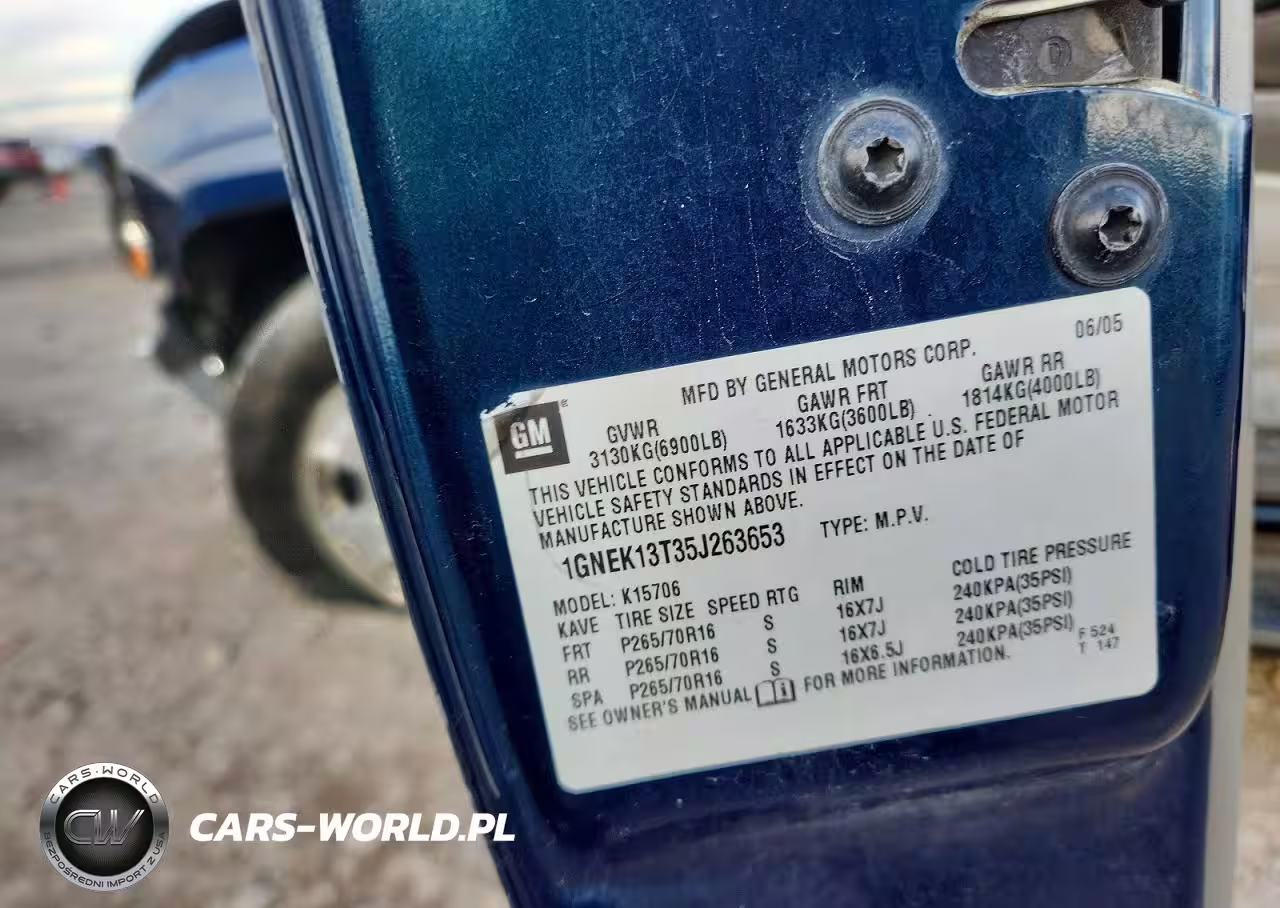 06/05
MFD BY GENERAL MOTORS CORP.
GM®
GVWR GAWR FRT GAWR RR
3130KG(6900LB) 1633KG(3600LB) 1814KG(4000LB)
THIS VEHICLE CONFORMS TO ALL APPLICABLE U.S. FEDERAL MOTOR
VEHICLE SAFETY STANDARDS IN EFFECT ON THE DATE OF
MANUFACTURE SHOWN ABOVE.
1GNEK13T35J263653 TYPE: M.P.V.
MODEL: K15706
KAVE TIRE SIZE SPEED RTG RIM COLD TIRE PRESSURE
FRT P265/70R16 S 16X7J 240KPA(35PSI)
RR P265/70R16 S 16X7J 240KPA(35PSI)
SPA P265/70R16 S 16X6.5J 240KPA(35PSI)
SEE OWNER'S MANUAL FOR MORE INFORMATION.
F 524
T 147
CARS-WORLD
CW
BEZPOŚREDNI IMPORT Z USA
CARS-WORLD.PL